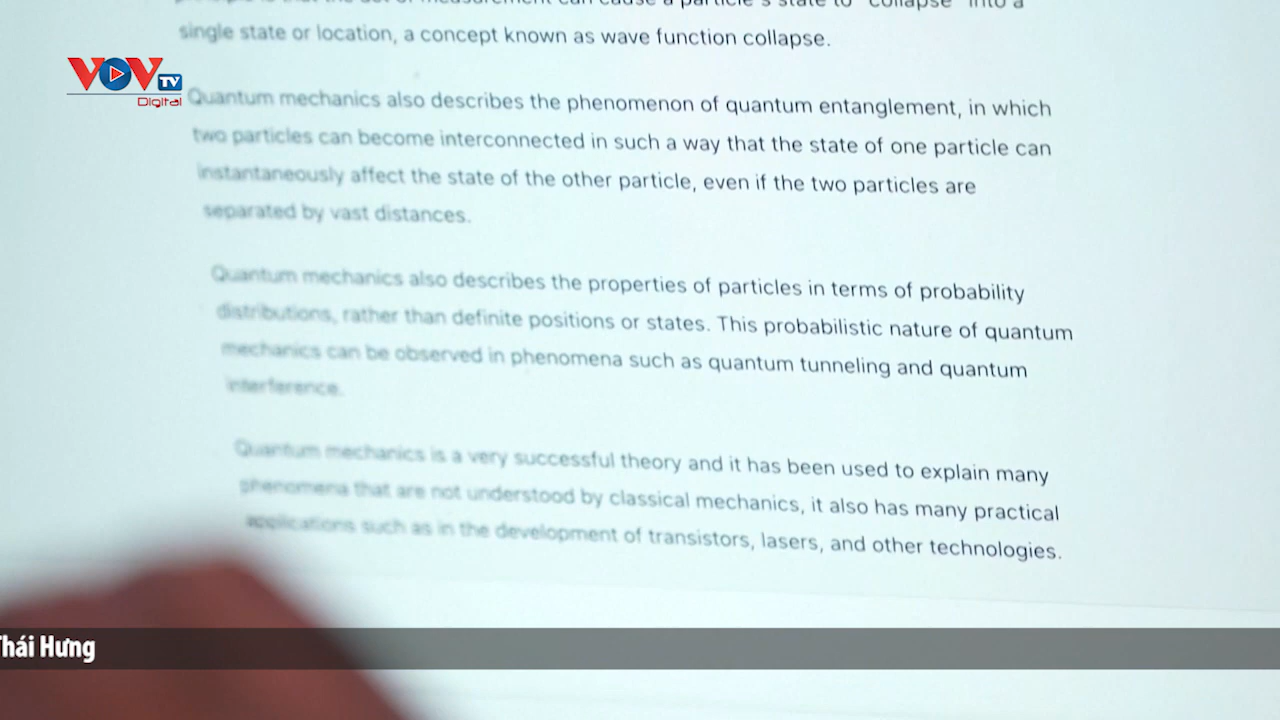 single state or location, a concept known as wave function collapse.
VOV TV
Digital
Quantum mechanics also describes the phenomenon of quantum entanglement, in which
two particles can become interconnected in such a way that the state of one particle can
instantaneously affect the state of the other particle, even if the two particles are
separated by vast distances.
Quantum mechanics also describes the properties of particles in terms of probability
distributions, rather than definite positions or states. This probabilistic nature of quantum
mechanics can be observed in phenomena such as quantum tunneling and quantum
interference.
Quantum mechanics is a very successful theory and it has been used to explain many
phenomena that are not understood by classical mechanics, it also has many practical
applications such as in the development of transistors, lasers, and other technologies.
Thái Hưng